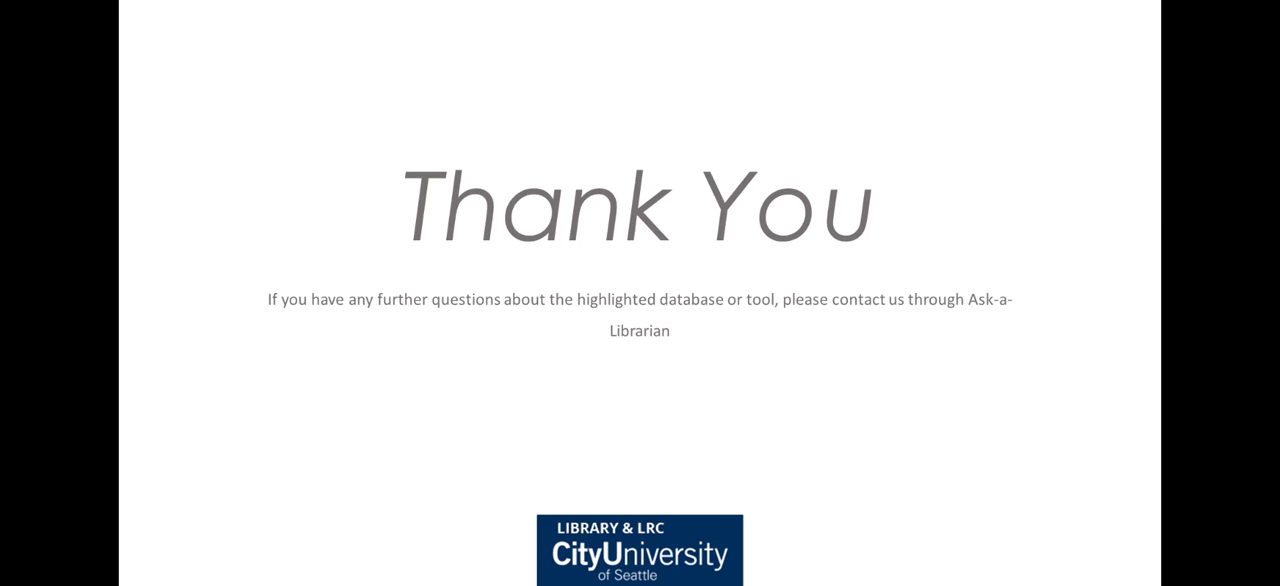 Thank You
If you have any further questions about the highlighted database or tool, please contact us through Ask-a-
Librarian
LIBRARY & LRC
CityUniversity
of Seattle